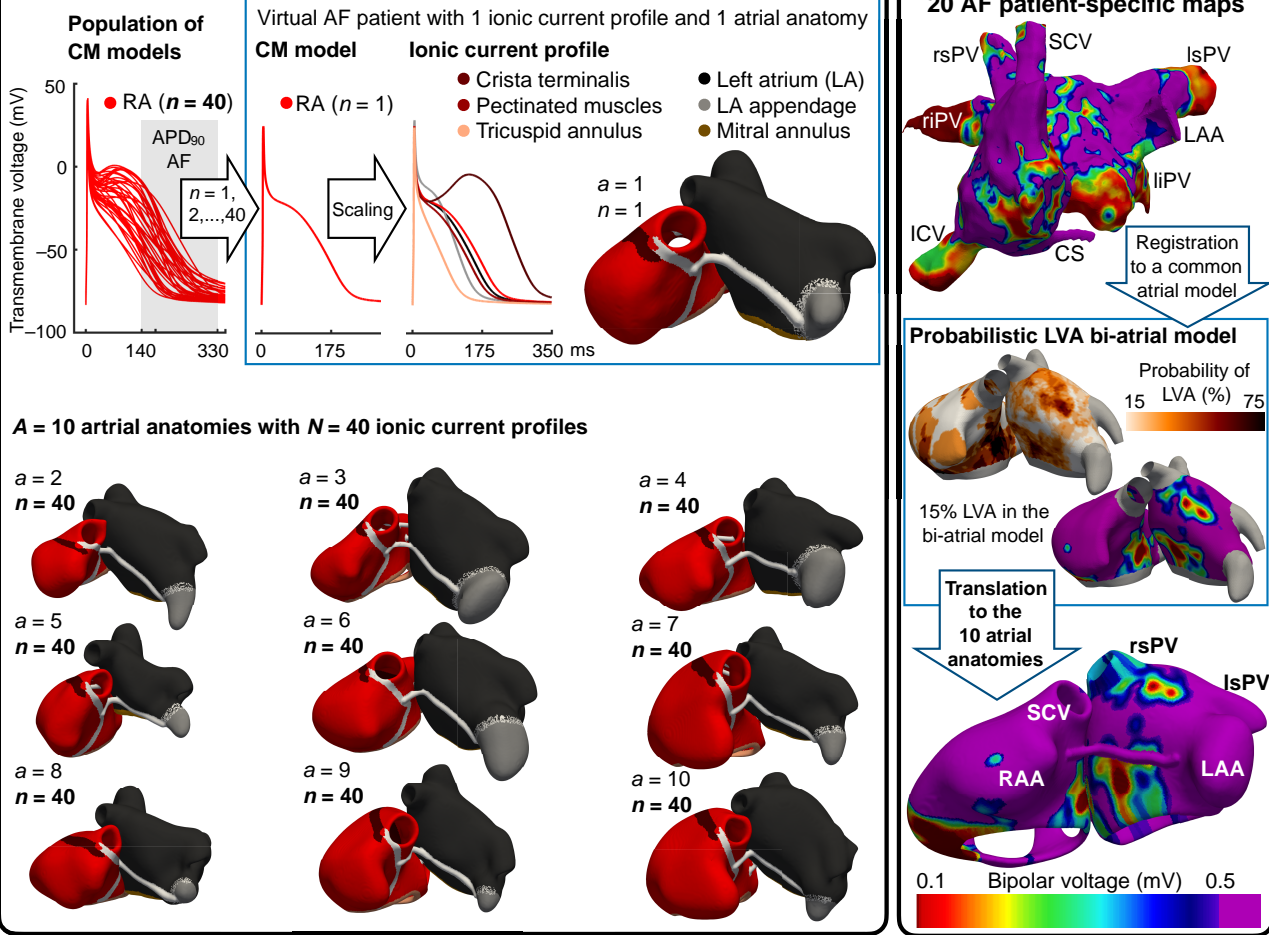 Population of
CM models
Virtual AF patient with 1 ionic current profile and 1 atrial anatomy
CM model
Ionic current profile
Crista terminalis
Pectinated muscles
Tricuspid annulus
Left atrium (LA)
LA appendage
Mitral annulus
Transmembrane voltage (mV)
50
0
−50
−100
RA (n = 40)
APD90
AF
n = 1,
2,...,40
0 140 330
RA (n = 1)
0 175
Scaling
0 175 350 ms
a = 1
n = 1
A = 10 artrial anatomies with N = 40 ionic current profiles
a = 2
n = 40
a = 3
n = 40
a = 4
n = 40
a = 5
n = 40
a = 6
n = 40
a = 7
n = 40
a = 8
n = 40
a = 9
n = 40
a = 10
n = 40
20 AF patient-specific maps
SCV
rsPV
lsPV
riPV
LAA
liPV
ICV
CS
Registration
to a common
atrial model
Probabilistic LVA bi-atrial model
Probability of
LVA (%)
15 75
15% LVA in the
bi-atrial model
Translation
to the
10 atrial
anatomies
rsPV
lsPV
SCV
RAA
LAA
0.1 Bipolar voltage (mV) 0.5